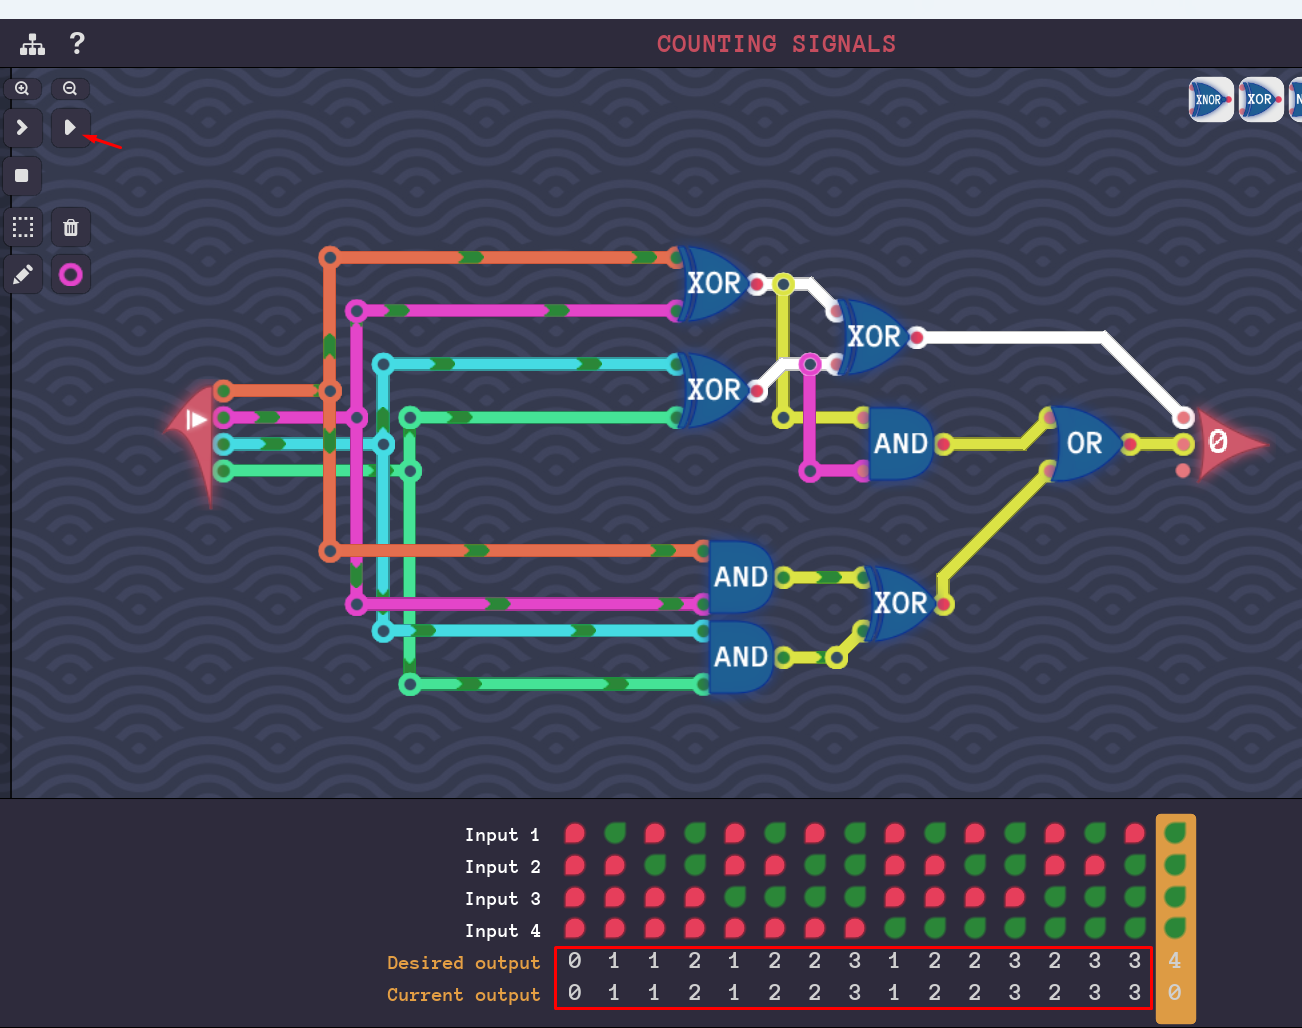 ?
COUNTING SIGNALS
XNOR
XOR
N
XOR
XOR
XOR
AND
OR
0
AND
XOR
AND
Input 1
Input 2
Input 3
Input 4
Desired output 0 1 1 2 1 2 2 3 1 2 2 3 2 3 3 4
Current output 0 1 1 2 1 2 2 3 1 2 2 3 2 3 3 0